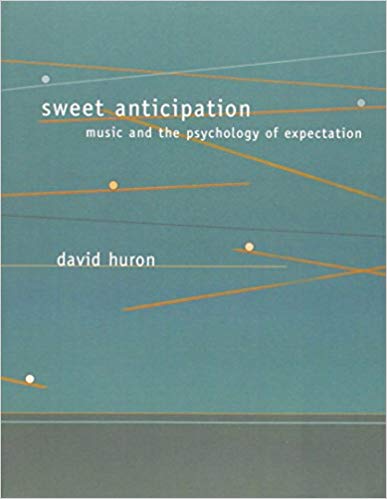 sweet anticipation
music and the psychology of expectation
david huron